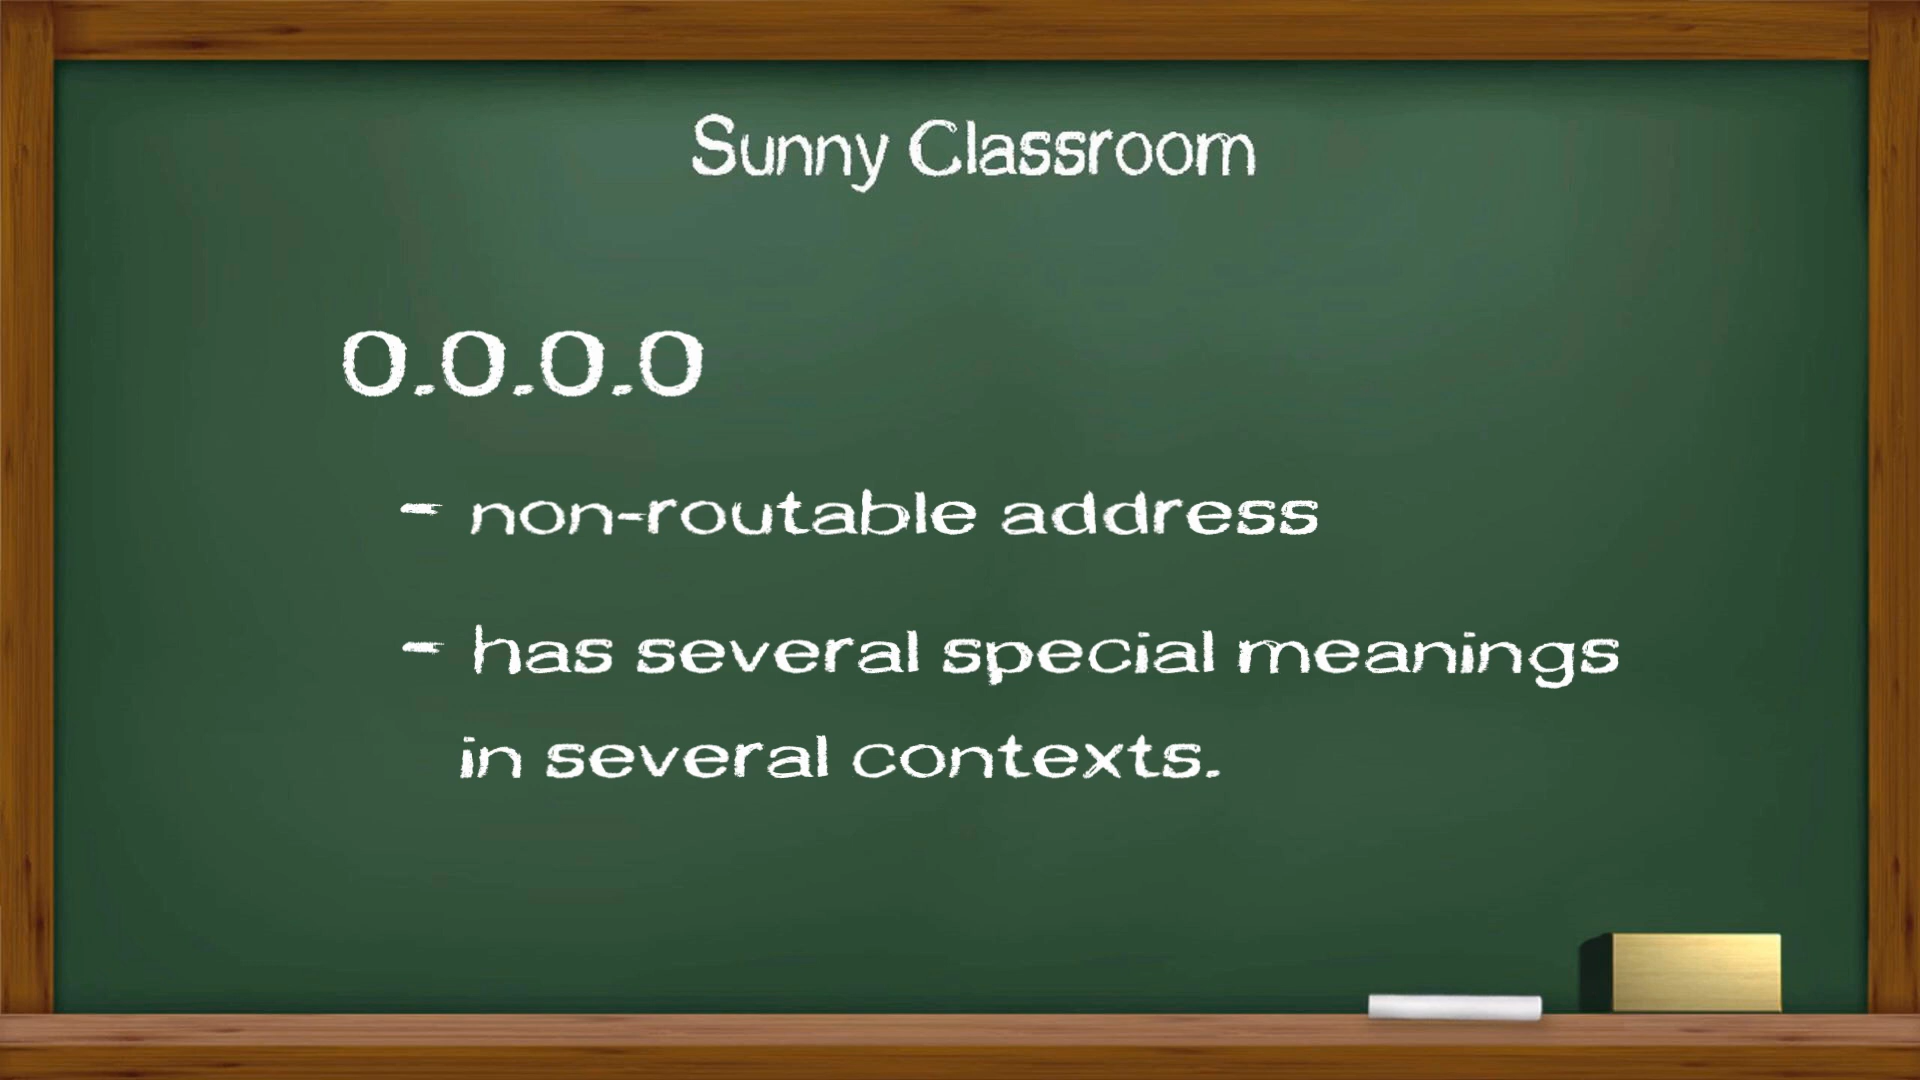 Sunny Classroom
0.0.0.0
- non-routable address
- has several special meanings
in several contexts.